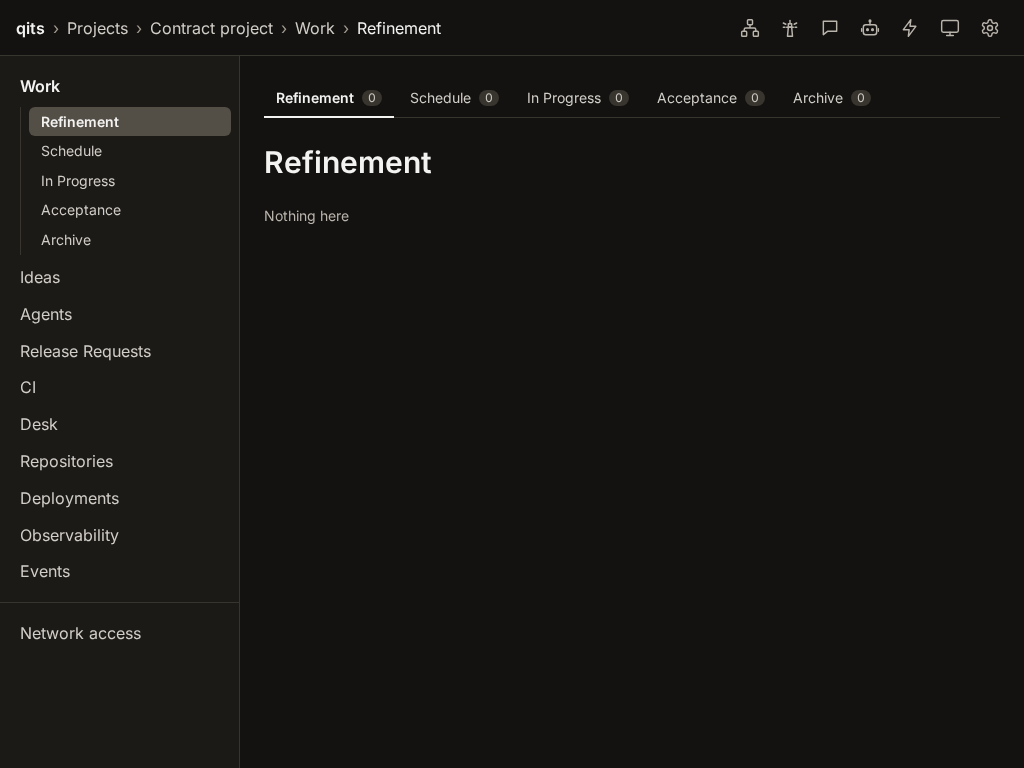 qits › Projects › Contract project › Work › Refinement
Work
Refinement
Schedule
In Progress
Acceptance
Archive
Ideas
Agents
Release Requests
CI
Desk
Repositories
Deployments
Observability
Events
Network access
Refinement 0 Schedule 0 In Progress 0 Acceptance 0 Archive 0
Refinement
Nothing here